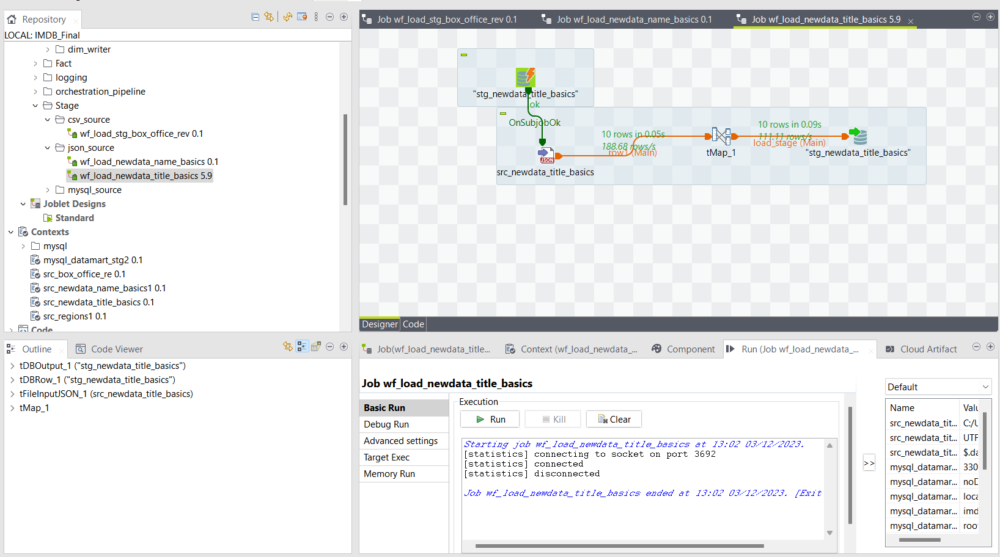 Repository
LOCAL: IMDB_Final
dim_writer
Fact
logging
orchestration_pipeline
Stage
csv_source
wf_load_stg_box_office_rev 0.1
json_source
wf_load_newdata_name_basics 0.1
wf_load_newdata_title_basics 5.9
mysql_source
Joblet Designs
Standard
Contexts
mysql
mysql_datamart_stg2 0.1
src_box_office_re 0.1
src_newdata_name_basics1 0.1
src_newdata_title_basics 0.1
src_regions1 0.1
Code
Job wf_load_stg_box_office_rev 0.1
Job wf_load_newdata_name_basics 0.1
Job wf_load_newdata_title_basics 5.9
"stg_newdata_title_basics"
ok
OnSubjobOk
10 rows in 0.05s
188.68 rows/s
row1 (Main)
10 rows in 0.09s
111.11 rows/s
load_stage (Main)
JSON
src_newdata_title_basics
tMap_1
"stg_newdata_title_basics"
Designer
Code
Outline
Code Viewer
tDBOutput_1 ("stg_newdata_title_basics")
tDBRow_1 ("stg_newdata_title_basics")
tFileInputJSON_1 (src_newdata_title_basics)
tMap_1
Job(wf_load_newdata_title...
Context (wf_load_newdata_...
Component
Run (Job wf_load_newdata_...
Cloud Artifact
Job wf_load_newdata_title_basics
Basic Run
Debug Run
Advanced settings
Target Exec
Memory Run
Execution
Run
Kill
Clear
Starting job wf_load_newdata_title_basics at 13:02 03/12/2023.
[statistics] connecting to socket on port 3692
[statistics] connected
[statistics] disconnected
Job wf_load_newdata_title_basics ended at 13:02 03/12/2023. [Exit
>>
Default
Name Valu
src_newdata_tit... C:/U
src_newdata_tit... UTF
src_newdata_tit... $.da
mysql_datamar... 330
mysql_datamar... noD
mysql_datamar... loca
mysql_datamar... imd
mysql_datamar... roo